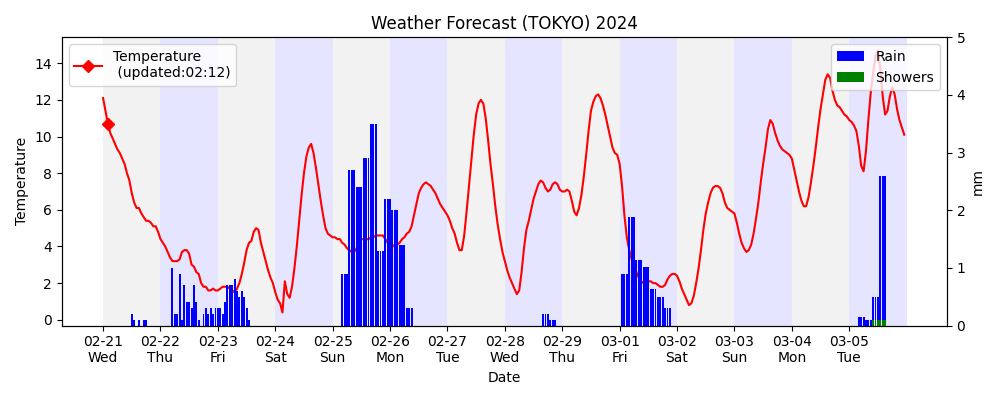 Weather Forecast (TOKYO) 2024
Temperature
(updated:02:12)
Rain
Showers
14
12
10
8
6
4
2
0
Temperature
5
4
3
2
1
0
mm
02-21 02-22 02-23 02-24 02-25 02-26 02-27 02-28 02-29 03-01 03-02 03-03 03-04 03-05
Wed Thu Fri Sat Sun Mon Tue Wed Thu Fri Sat Sun Mon Tue
Date